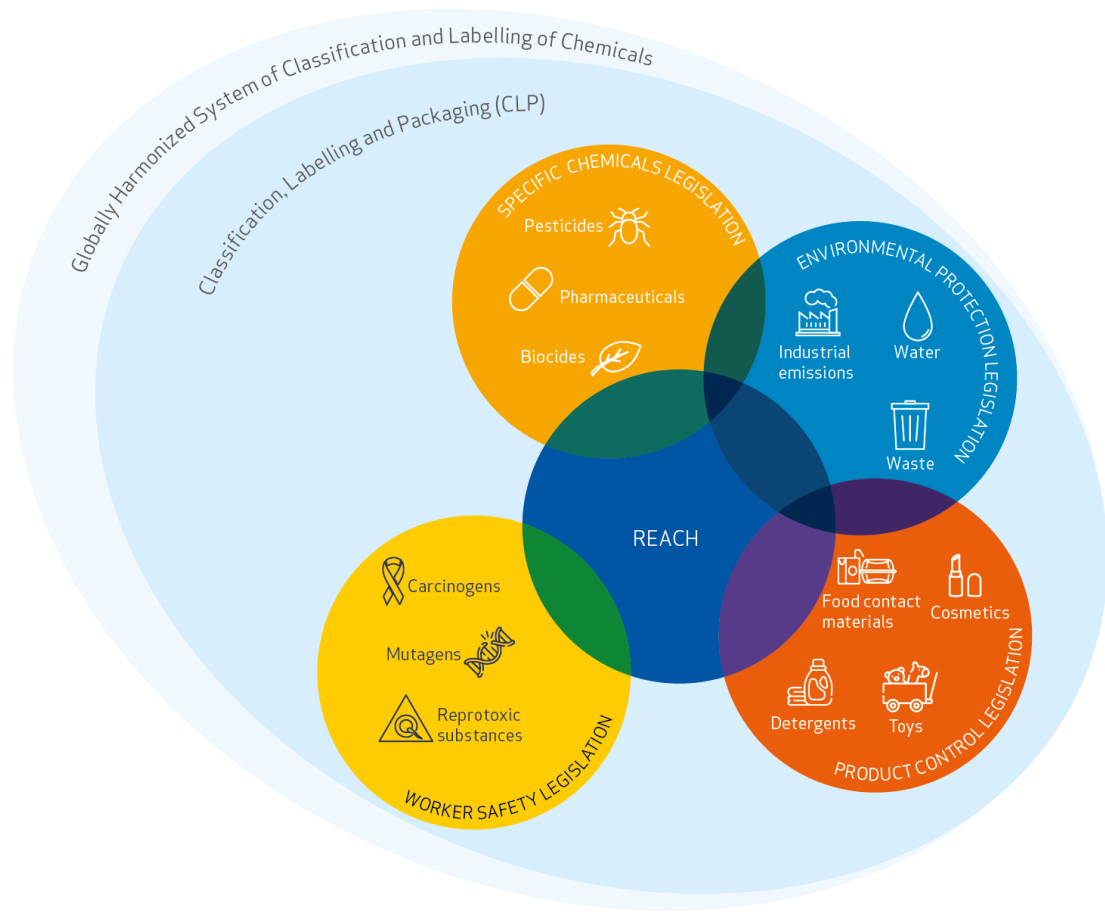 Globally Harmonized System of Classification and Labelling of Chemicals
Classification, Labelling and Packaging (CLP)
SPECIFIC CHEMICALS LEGISLATION
Pesticides
Pharmaceuticals
Biocides
ENVIRONMENTAL PROTECTION LEGISLATION
Industrial
emissions
Water
Waste
REACH
Carcinogens
Mutagens
Reprotoxic
substances
WORKER SAFETY LEGISLATION
Food contact
materials
Cosmetics
Detergents
Toys
PRODUCT CONTROL LEGISLATION